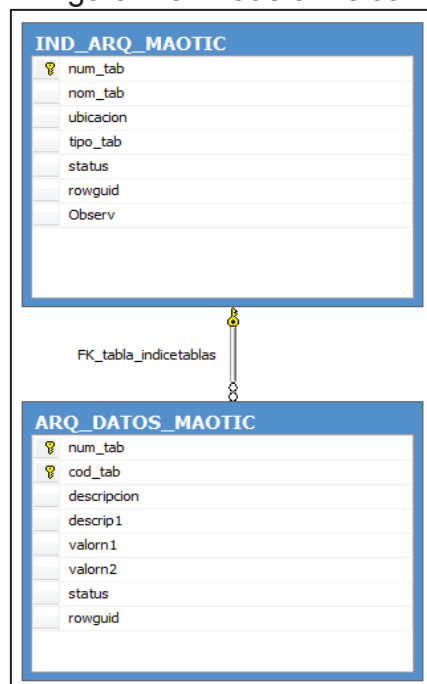 IND_ARQ_MAOTIC
num_tab
nom_tab
ubicacion
tipo_tab
status
rowguid
Observ
FK_tabla_indicetablas
ARQ_DATOS_MAOTIC
num_tab
cod_tab
descripcion
descrip1
valorn1
valorn2
status
rowguid